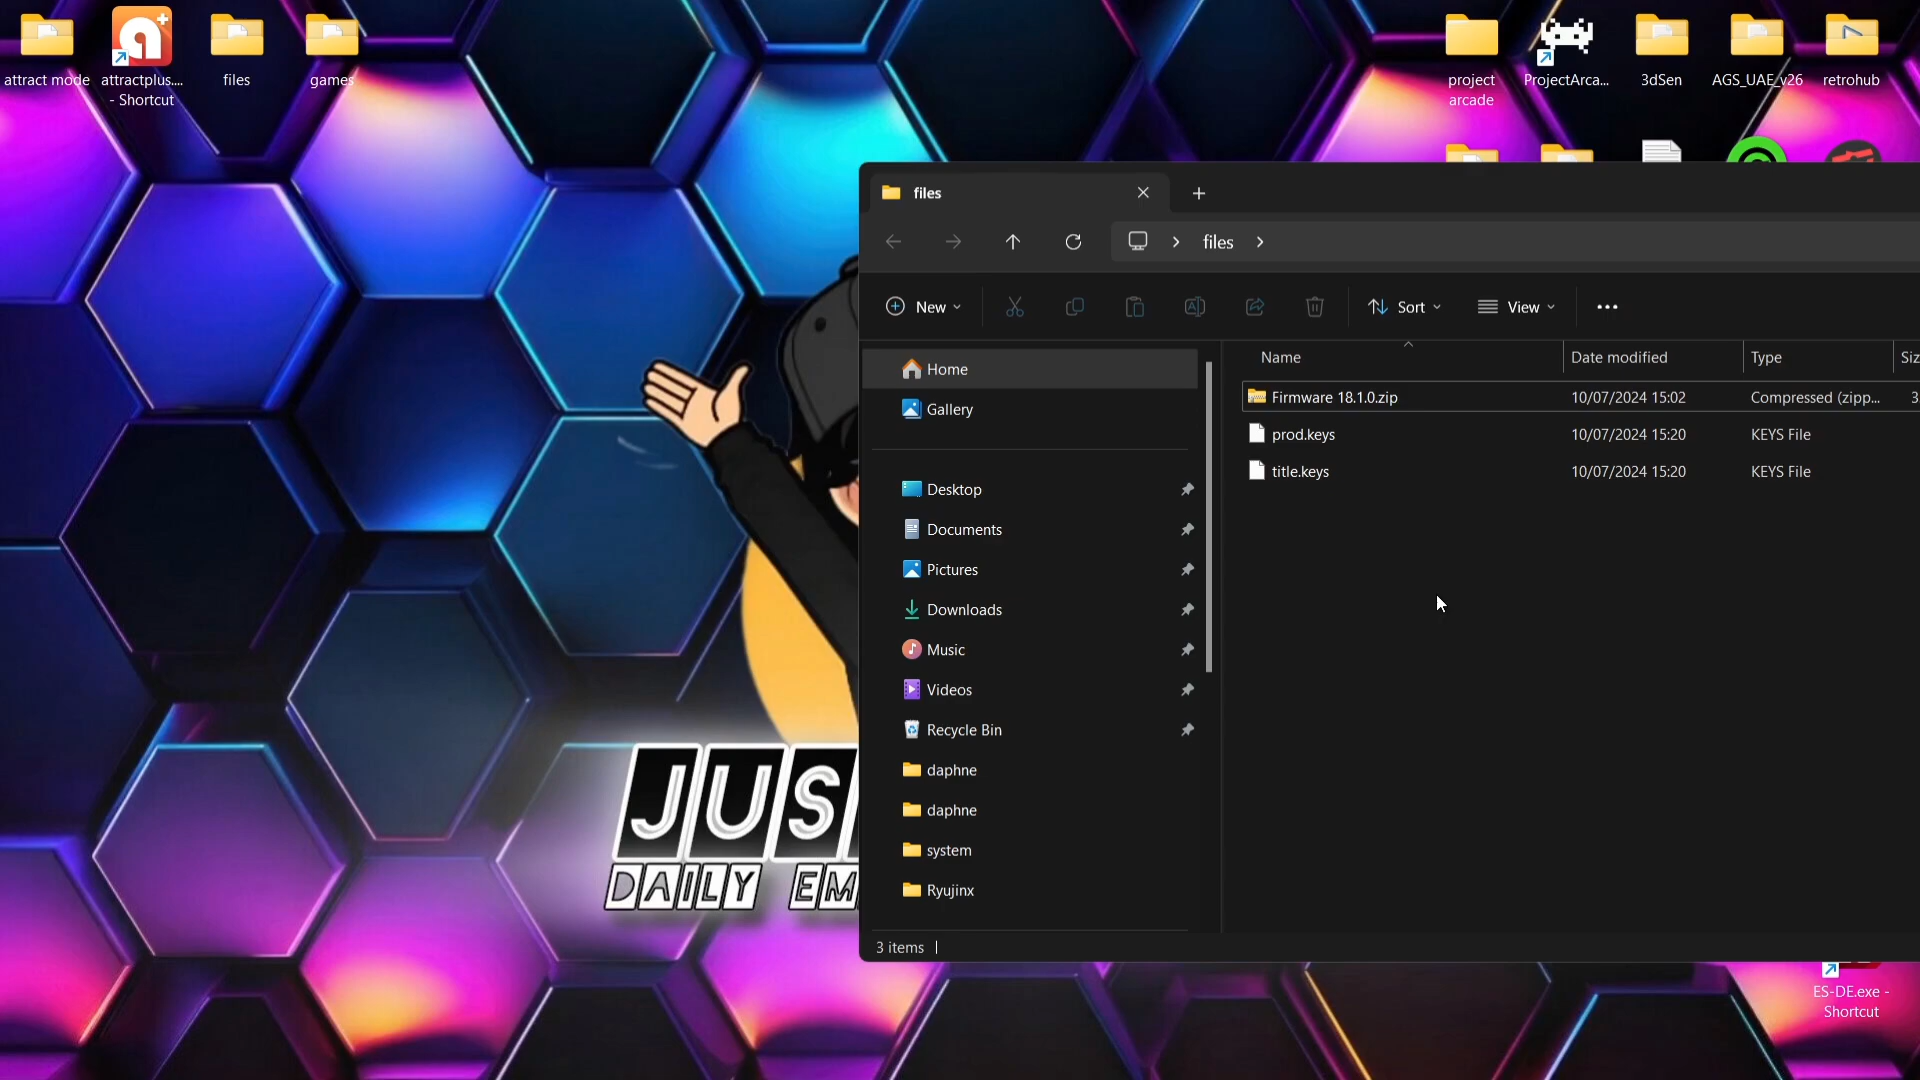 attract mode
attractplus....
- Shortcut
files
games
project
arcade
ProjectArca...
3dSen
AGS_UAE_v26
retrohub
files
files
New
Sort
View
Home
Gallery
Desktop
Documents
Pictures
Downloads
Music
Videos
Recycle Bin
daphne
daphne
system
Ryujinx
Name
Date modified
Type
Siz
Firmware 18.1.0.zip
10/07/2024 15:02
Compressed (zipp...
3
prod.keys
10/07/2024 15:20
KEYS File
title.keys
10/07/2024 15:20
KEYS File
JUS
DAILY EM
3 items
ES-DE.exe -
Shortcut